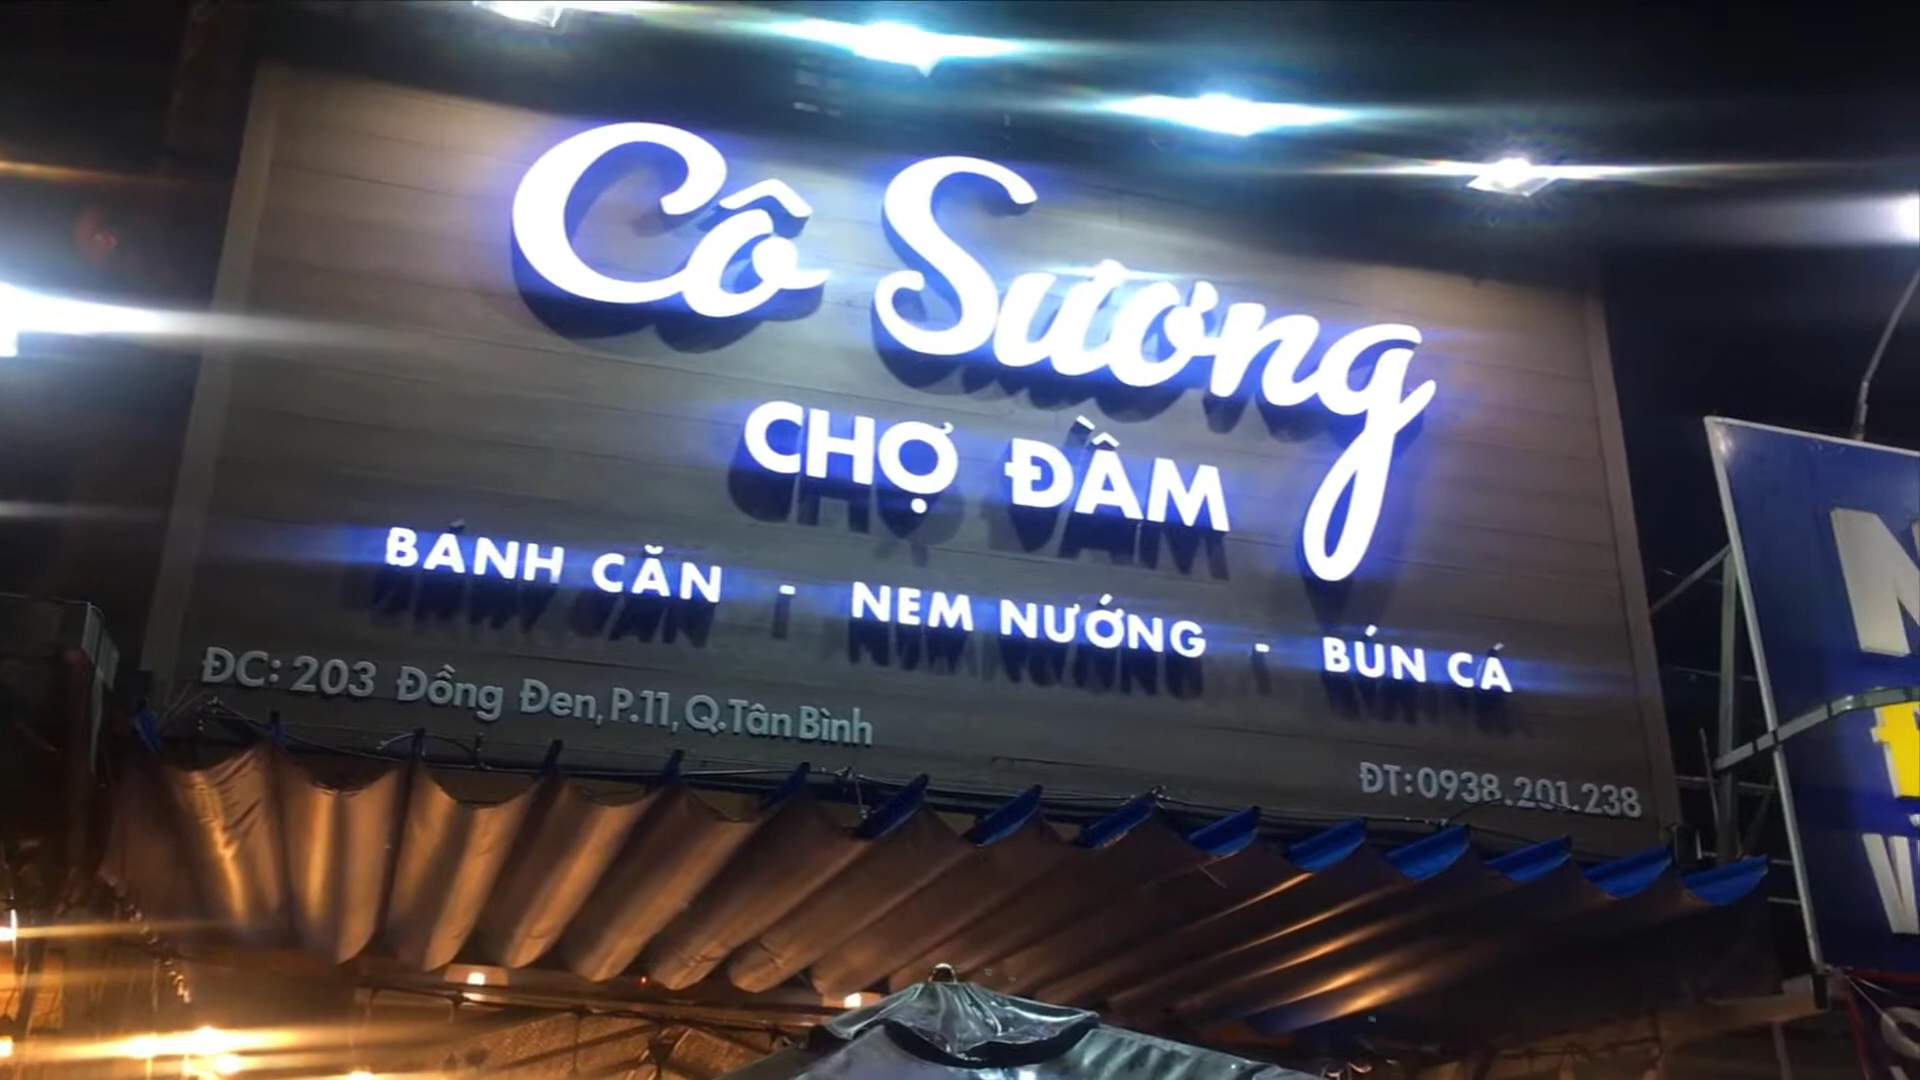 Cô Sương
CHỢ ĐẦM
BÁNH CĂN - NEM NƯỚNG - BÚN CÁ
ĐC: 203 Đồng Đen, P.11, Q.Tân Bình
ĐT:0938.201.238